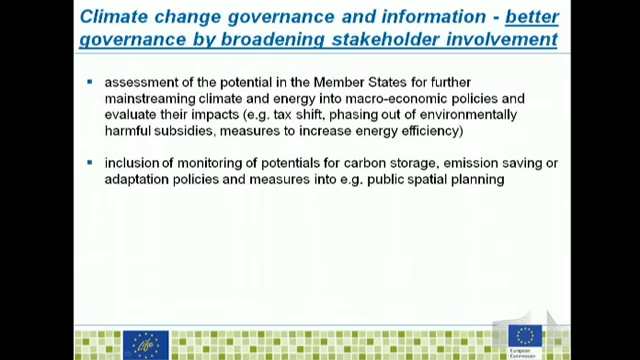 Climate change governance and information - better
governance by broadening stakeholder involvement
▪ assessment of the potential in the Member States for further
mainstreaming climate and energy into macro-economic policies and
evaluate their impacts (e.g. tax shift, phasing out of environmentally
harmful subsidies, measures to increase energy efficiency)
▪ inclusion of monitoring of potentials for carbon storage, emission saving or
adaptation policies and measures into e.g. public spatial planning
Life
European
Commission